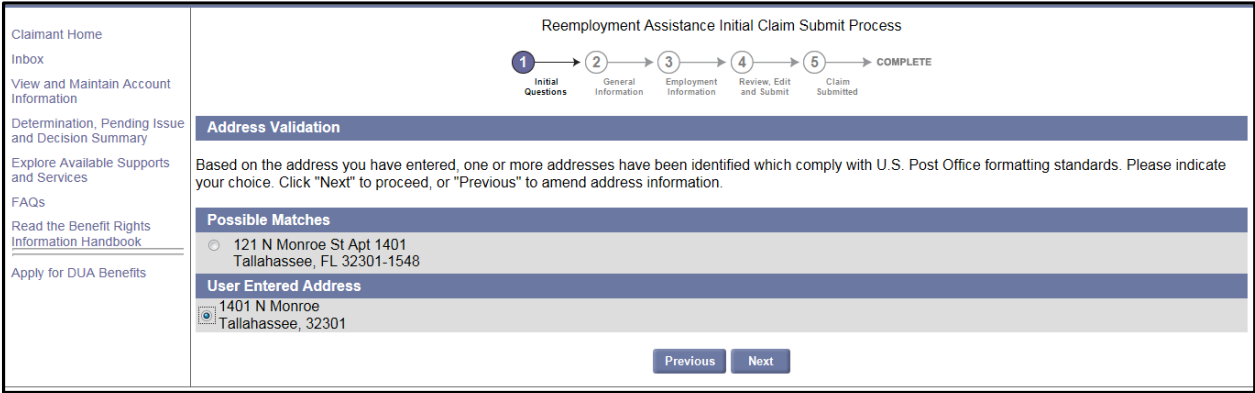 Claimant Home
Inbox
View and Maintain Account
Information
Determination, Pending Issue
and Decision Summary
Explore Available Supports
and Services
FAQs
Read the Benefit Rights
Information Handbook
Apply for DUA Benefits
Reemployment Assistance Initial Claim Submit Process
1 2 3 4 5 COMPLETE
Initial General Employment Review, Edit Claim
Questions Information Information and Submit Submitted
Address Validation
Based on the address you have entered, one or more addresses have been identified which comply with U.S. Post Office formatting standards. Please indicate
your choice. Click "Next" to proceed, or "Previous" to amend address information.
Possible Matches
121 N Monroe St Apt 1401
Tallahassee, FL 32301-1548
User Entered Address
1401 N Monroe
Tallahassee, 32301
Previous Next